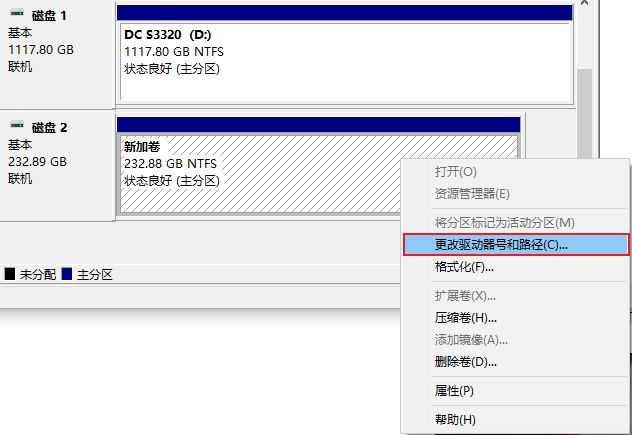 磁盘 1
基本
1117.80 GB
联机
DC S3320 (D:)
1117.80 GB NTFS
状态良好 (主分区)
磁盘 2
基本
232.89 GB
联机
新加卷
232.88 GB NTFS
状态良好 (主分区)
未分配 主分区
打开(O)
资源管理器(E)
将分区标记为活动分区(M)
更改驱动器号和路径(C)...
格式化(F)...
扩展卷(X)...
压缩卷(H)...
添加镜像(A)...
删除卷(D)...
属性(P)
帮助(H)